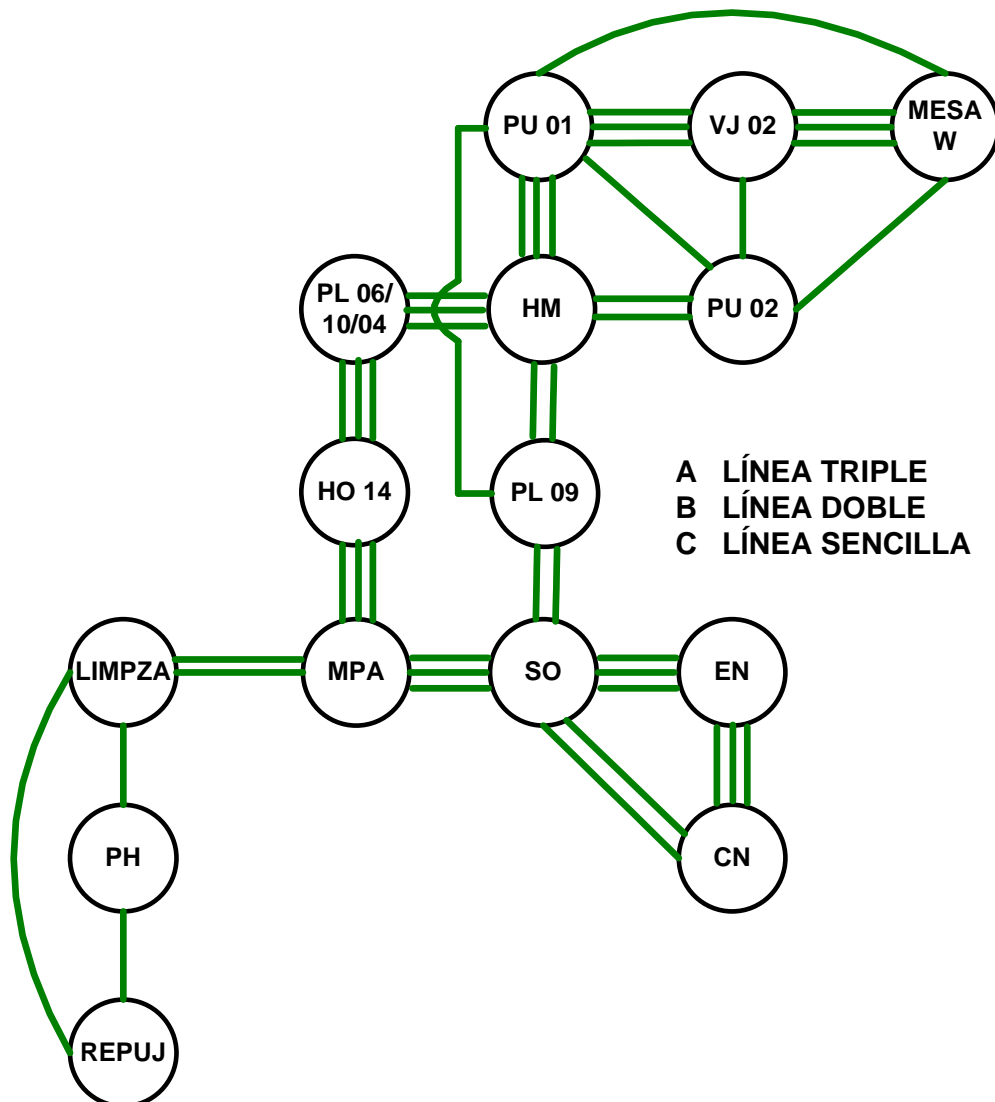 PU 01
VJ 02
MESA
W
PL 06/
10/04
HM
PU 02
HO 14
PL 09
A LÍNEA TRIPLE
B LÍNEA DOBLE
C LÍNEA SENCILLA
LIMPZA
MPA
SO
EN
PH
CN
REPUJ